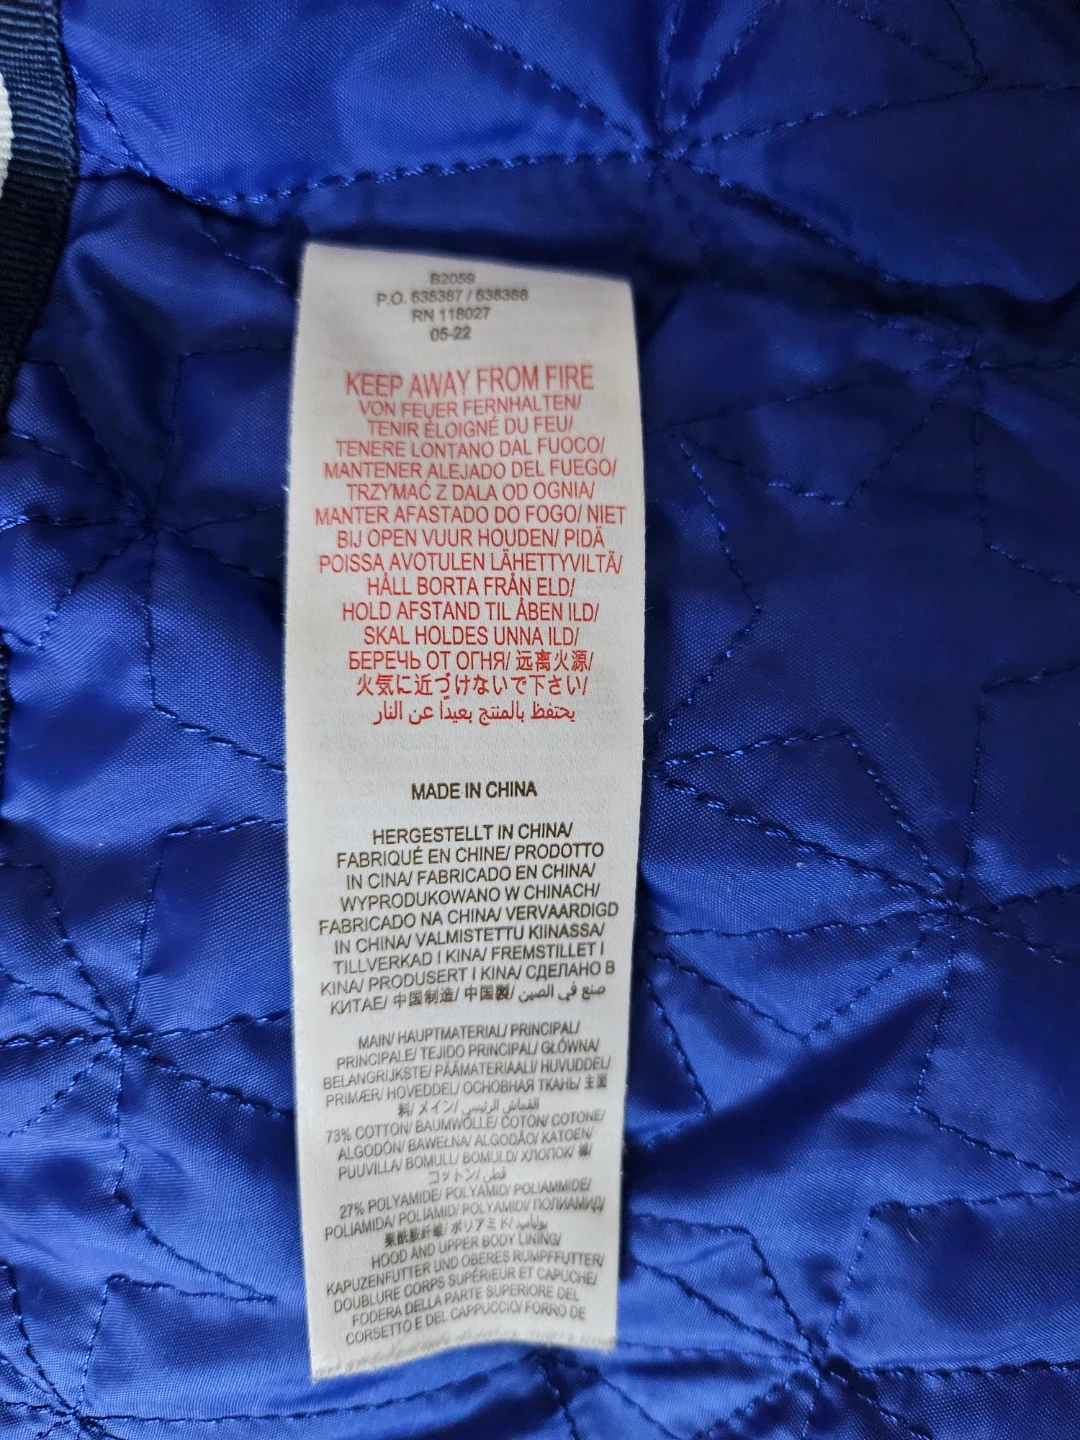 B2059
P.O. 638387 / 638388
RN 118027
05-22
KEEP AWAY FROM FIRE
VON FEUER FERNHALTEN/
TENIR ÉLOIGNÉ DU FEU/
TENERE LONTANO DAL FUOCO/
MANTENER ALEJADO DEL FUEGO/
TRZYMAĆ Z DALA OD OGNIA/
MANTER AFASTADO DO FOGO/ NIET
BIJ OPEN VUUR HOUDEN/ PIDÄ
POISSA AVOTULEN LÄHETTYVILTÄ/
HÅLL BORTA FRÅN ELD/
HOLD AFSTAND TIL ÅBEN ILD/
SKAL HOLDES UNNA ILD/
БЕРЕЧЬ ОТ ОГНЯ/ 远离火源/
火気に近づけないで下さい/
يحتفظ بالمنتج بعيداً عن النار
MADE IN CHINA
HERGESTELLT IN CHINA/
FABRIQUÉ EN CHINE/ PRODOTTO
IN CINA/ FABRICADO EN CHINA/
WYPRODUKOWANO W CHINACH/
FABRICADO NA CHINA/ VERVAARDIGD
IN CHINA/ VALMISTETTU KIINASSA/
TILLVERKAD I KINA/ FREMSTILLET I
KINA/ PRODUSERT I KINA/ СДЕЛАНО В
КИТАЕ/ 中国制造/ 中国製/ صنع في الصين
MAIN/ HAUPTMATERIAL/ PRINCIPAL/
PRINCIPALE/ TEJIDO PRINCIPAL/ GŁÓWNA/
BELANGRIJKSTE/ PÄÄMATERIAALI/ HUVUDDEL/
PRIMÆR/ HOVEDDEL/ ОСНОВНАЯ ТКАНЬ/ 主面
料/ メイン/ القماش الرئيسي
73% COTTON/ BAUMWOLLE/ COTON/ COTONE/
ALGODÓN/ BAWEŁNA/ ALGODÃO/ KATOEN/
PUUVILLA/ BOMULL/ BOMULD/ ХЛОПОК/ 棉/
コットン/ قطن
27% POLYAMIDE/ POLYAMID/ POLIAMMIDE/
POLIAMIDA/ POLIAMID/ POLYAMIDI/ ПОЛИАМИД/
聚酰胺纤维/ ポリアミド/ بوليامید
HOOD AND UPPER BODY LINING/
KAPUZENFUTTER UND OBERES RUMPFFUTTER/
DOUBLURE CORPS SUPÉRIEUR ET CAPUCHE/
FODERA DELLA PARTE SUPERIORE DEL
CORSETTO E DEL CAPPUCCIO/ FORRO DE